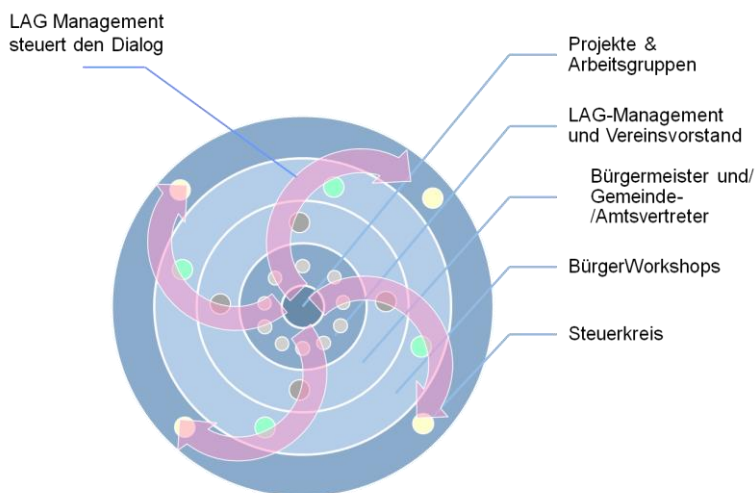 LAG Management
steuert den Dialog
Projekte &
Arbeitsgruppen
LAG-Management
und Vereinsvorstand
Bürgermeister und/
Gemeinde-
/Amtsvertreter
BürgerWorkshops
Steuerkreis